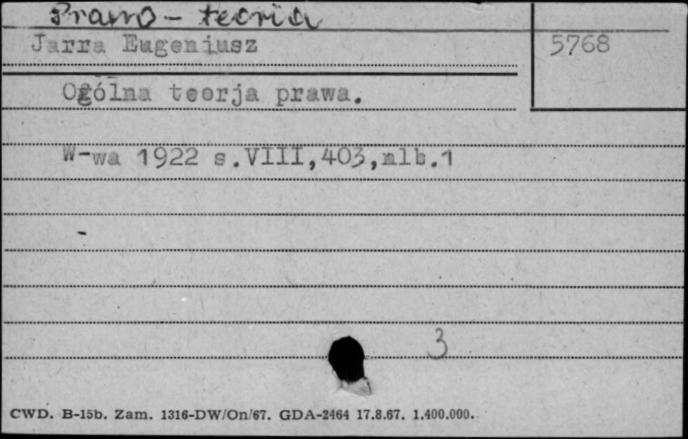 Prawo - teoria
Jarra Eugeniusz
5768
Ogólna teorja prawa.
W-wa 1922 s.VIII,403,nlb.1
3
CWD. B-15b. Zam. 1316-DW/On/67. GDA-2464 17.8.67. 1.400.000.